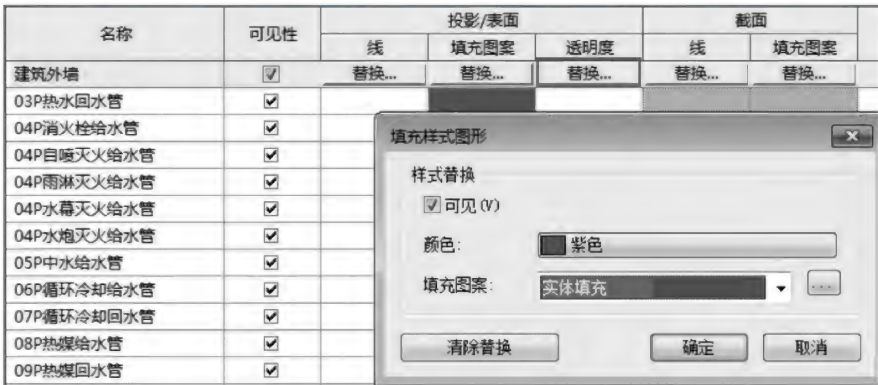 名称 可见性 投影/表面 截面
线 填充图案 透明度 线 填充图案
建筑外墙 替换... 替换... 替换... 替换... 替换...
03P热水回水管
04P消火栓给水管
04P自喷灭火给水管
04P雨淋灭火给水管
04P水幕灭火给水管
04P水炮灭火给水管
05P中水给水管
06P循环冷却给水管
07P循环冷却回水管
08P热媒给水管
09P热媒回水管
填充样式图形
样式替换
可见(V)
颜色: 紫色
填充图案: 实体填充 ...
清除替换 确定 取消